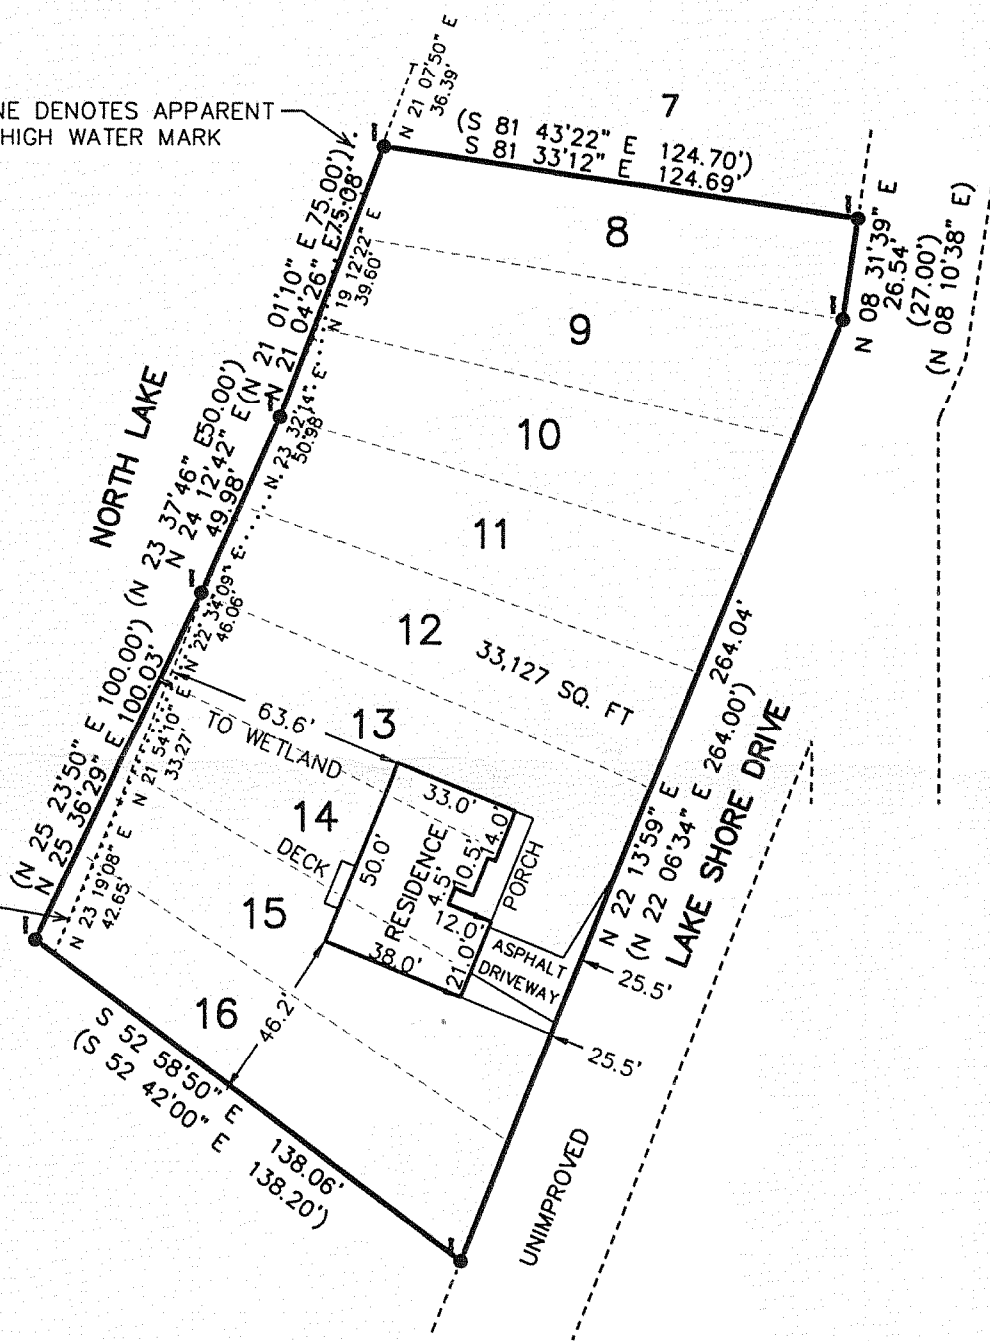 NE DENOTES APPARENT
HIGH WATER MARK
N 21 07'50" E
36.39'
7
(S 81 43'22" E 124.70')
S 81 33'12" E 124.69'
(N 21 01'10" E 75.00')
N 21 04'26" E 75.08'
N 19 12'22" E
39.60'
8
N 08 31'39" E
26.54'
(27.00')
(N 08 10'38" E)
9
NORTH LAKE
(N 23 37'46" E 50.00')
N 24 12'42" E
49.98'
N 23 32'14" E
50.98'
10
11
12
33,127 SQ. FT
264.04'
N 22 34'09" E
46.06'
(N 25 23'50" E 100.00')
N 25 36'29" E 100.03'
N 21 54'10" E
33.27'
63.6'
TO WETLAND
13
N 22 13'59" E
(N 22 06'34" E 264.00')
LAKE SHORE DRIVE
14
DECK
33.0'
14.0'
50.0'
RESIDENCE
10.5'
4.5'
12.0'
PORCH
N 23 19'08" E
42.65'
15
38.0'
21.0'
ASPHALT
DRIVEWAY
25.5'
16
46.2'
25.5'
S 52 58'50" E 138.06'
(S 52 42'00" E 138.20')
UNIMPROVED